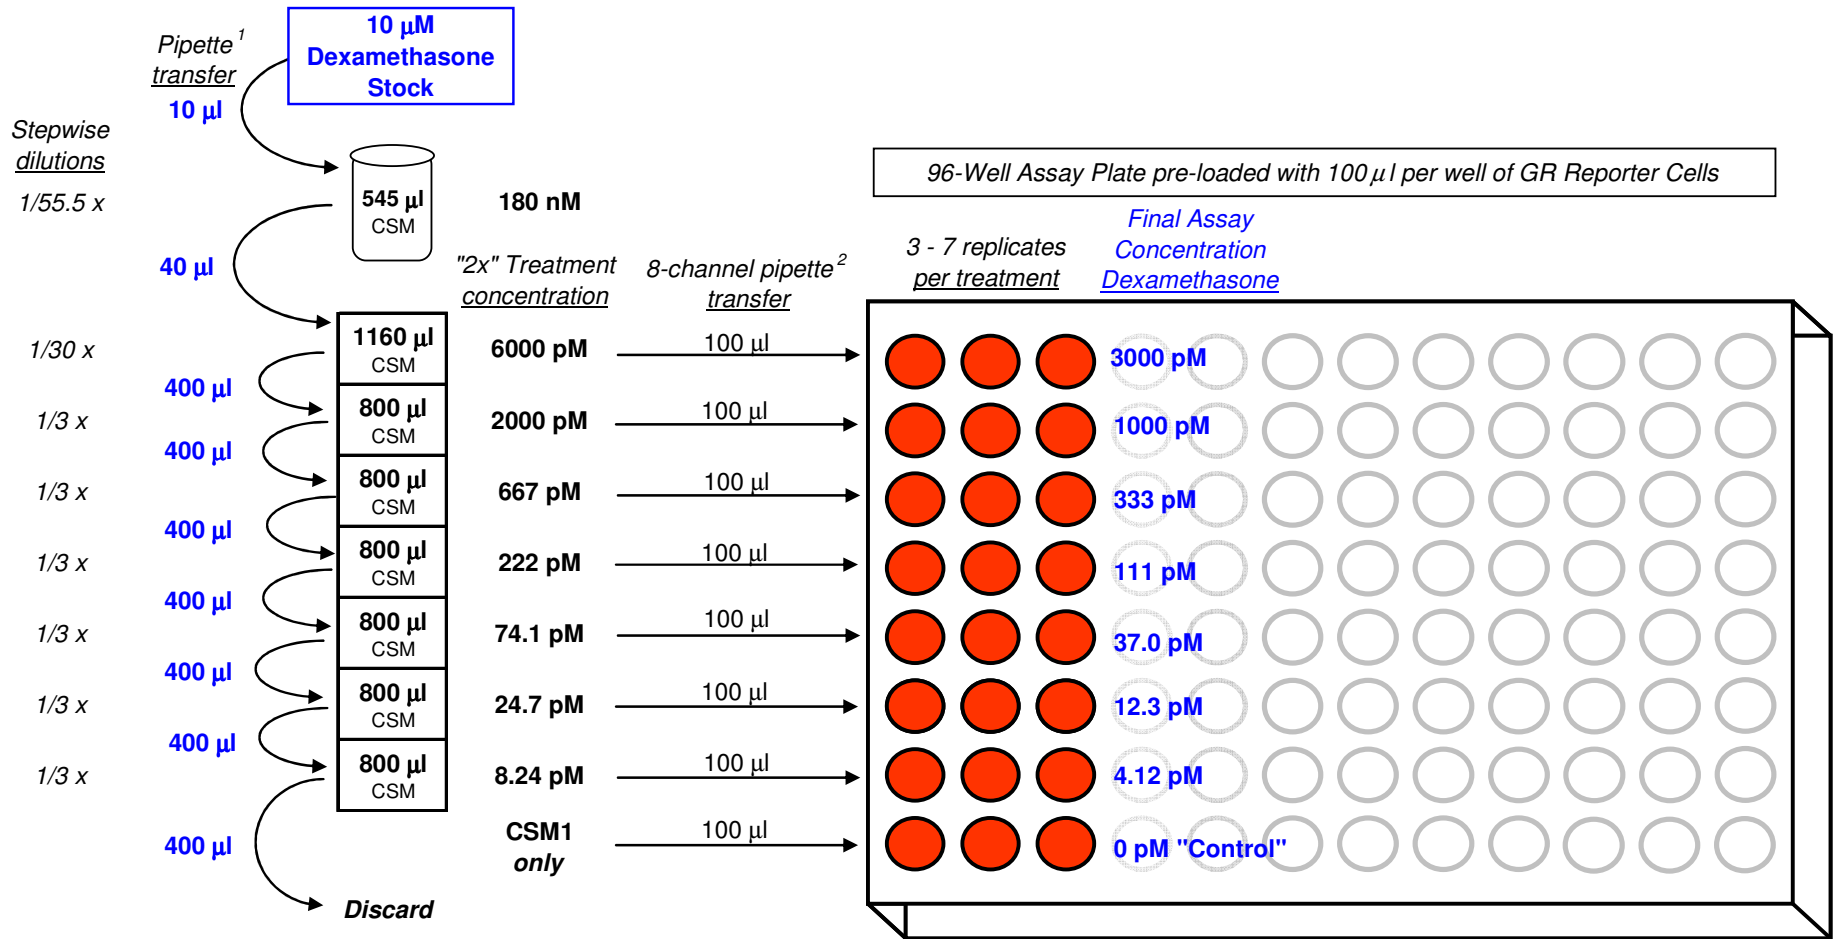 10 μM
Dexamethasone
Stock
Pipette 1
transfer
10 μl
Stepwise
dilutions
1/55.5 x
545 μl
CSM
180 nM
96-Well Assay Plate pre-loaded with 100 μl per well of GR Reporter Cells
40 μl
"2x" Treatment
concentration
8-channel pipette 2
transfer
3 - 7 replicates
per treatment
Final Assay
Concentration
Dexamethasone
1/30 x
1160 μl
CSM
6000 pM
100 μl
3000 pM
400 μl
1/3 x
800 μl
CSM
2000 pM
100 μl
1000 pM
400 μl
1/3 x
800 μl
CSM
667 pM
100 μl
333 pM
400 μl
1/3 x
800 μl
CSM
222 pM
100 μl
111 pM
400 μl
1/3 x
800 μl
CSM
74.1 pM
100 μl
37.0 pM
400 μl
1/3 x
800 μl
CSM
24.7 pM
100 μl
12.3 pM
400 μl
1/3 x
800 μl
CSM
8.24 pM
100 μl
4.12 pM
400 μl
CSM1
only
100 μl
0 pM "Control"
Discard